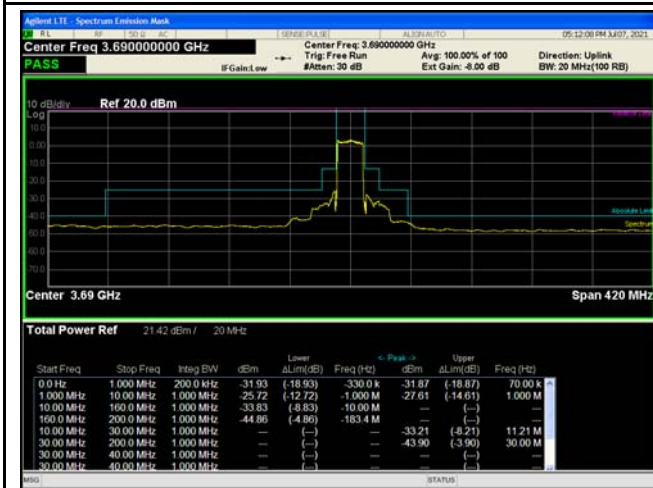 Agilent LTE - Spectrum Emission Mask
RL RF 50 Ω AC SENSE:PULSE ALIGNAUTO 05:12:08 PM Jul 07, 2021
Center Freq 3.690000000 GHz
Center Freq: 3.690000000 GHz
PASS
Trig: Free Run Avg: 100.00% of 100 Direction: Uplink
IFGain:Low #Atten: 30 dB Ext Gain: -8.00 dB BW: 20 MHz(100 RB)
10 dB/div Ref 20.0 dBm
Log
10.0
0.00
10.0
20.0
30.0
40.0
Absolute Limit
Spectrum
60.0
70.0
Center 3.69 GHz Span 420 MHz
Total Power Ref 21.42 dBm / 20 MHz
Lower <- Peak -> Upper
Start Freq Stop Freq Integ BW dBm ΔLim(dB) Freq (Hz) dBm ΔLim(dB) Freq (Hz)
0.0 Hz 1.000 MHz 200.0 kHz -31.93 (-18.93) -330.0 k -31.87 (-18.87) 70.00 k
1.000 MHz 10.00 MHz 1.000 MHz -25.72 (-12.72) -1.000 M -27.61 (-14.61) 1.000 M
10.00 MHz 160.0 MHz 1.000 MHz -33.83 (-8.83) -10.00 M --- (---)
160.0 MHz 200.0 MHz 1.000 MHz -44.86 (-4.86) -183.4 M --- (---)
10.00 MHz 30.00 MHz 1.000 MHz --- (---) -33.21 (-8.21) 11.21 M
30.00 MHz 200.0 MHz 1.000 MHz --- (---) -43.90 (-3.90) 30.00 M
30.00 MHz 40.00 MHz 1.000 MHz --- (---) --- (---)
30.00 MHz 40.00 MHz 1.000 MHz --- (---) --- (---)
MSG STATUS